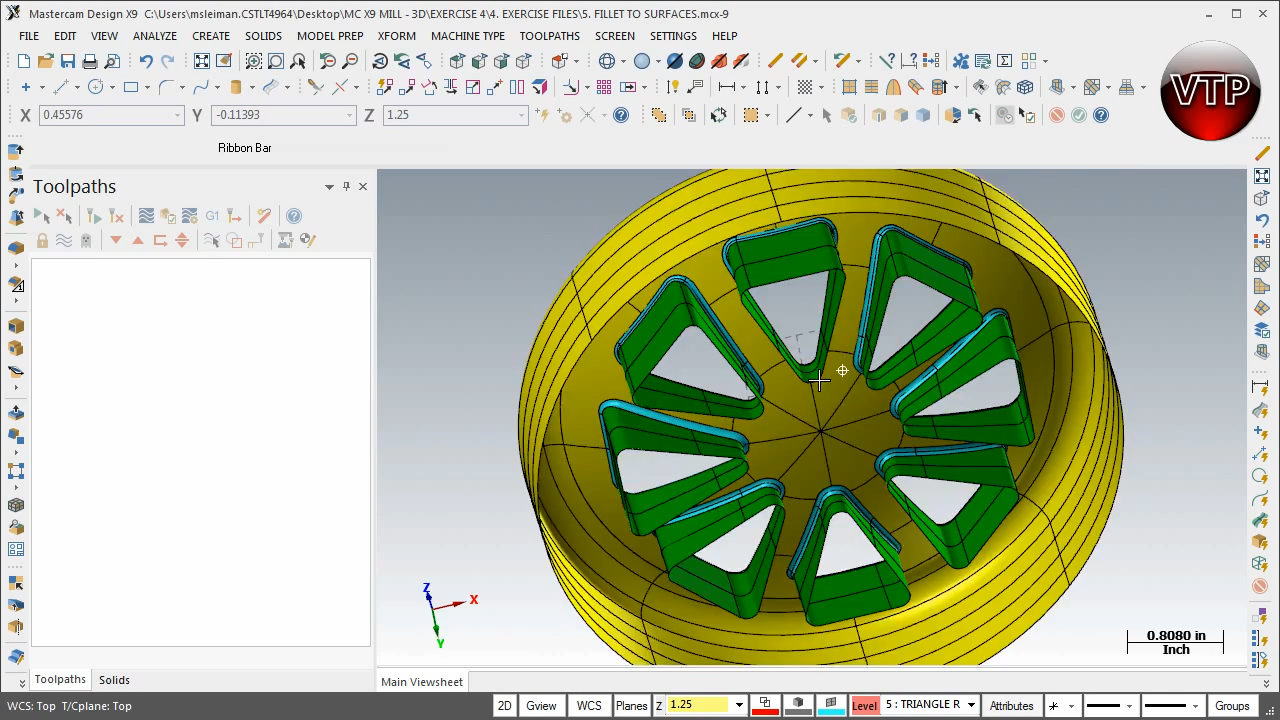 Mastercam Design X9 C:\Users\msleiman.CSTLT4964\Desktop\MC X9 MILL - 3D\EXERCISE 4\4. EXERCISE FILES\5. FILLET TO SURFACES.mcx-9
FILE EDIT VIEW ANALYZE CREATE SOLIDS MODEL PREP XFORM MACHINE TYPE TOOLPATHS SCREEN SETTINGS HELP
VTP
X 0.45576 Y -0.11393 Z 1.25
Ribbon Bar
Toolpaths
G1
Z
X
Y
0.8080 in
Inch
Toolpaths Solids
Main Viewsheet
WCS: Top T/Cplane: Top 2D Gview WCS Planes Z 1.25 Level 5 : TRIANGLE R Attributes Groups